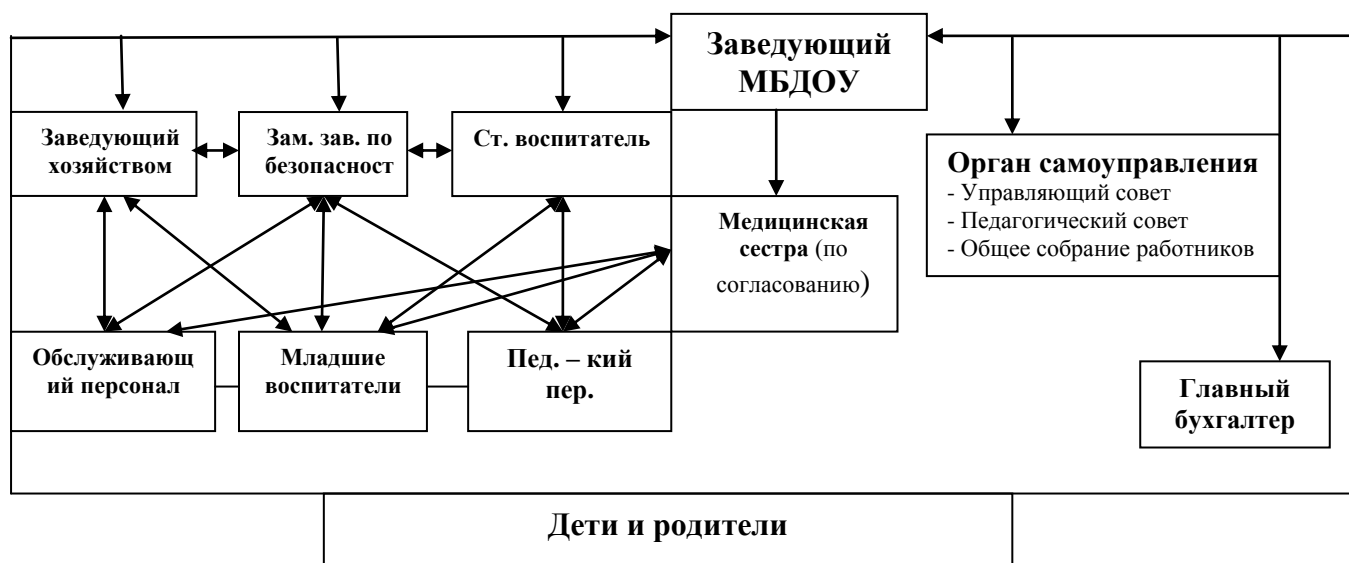 Заведующий
МБДОУ
Заведующий
хозяйством
Зам. зав. по
безопасност
Ст. воспитатель
Орган самоуправления
- Управляющий совет
- Педагогический совет
- Общее собрание работников
Медицинская
сестра (по
согласованию)
Обслуживающ
ий персонал
Младшие
воспитатели
Пед. – кий
пер.
Главный
бухгалтер
Дети и родители